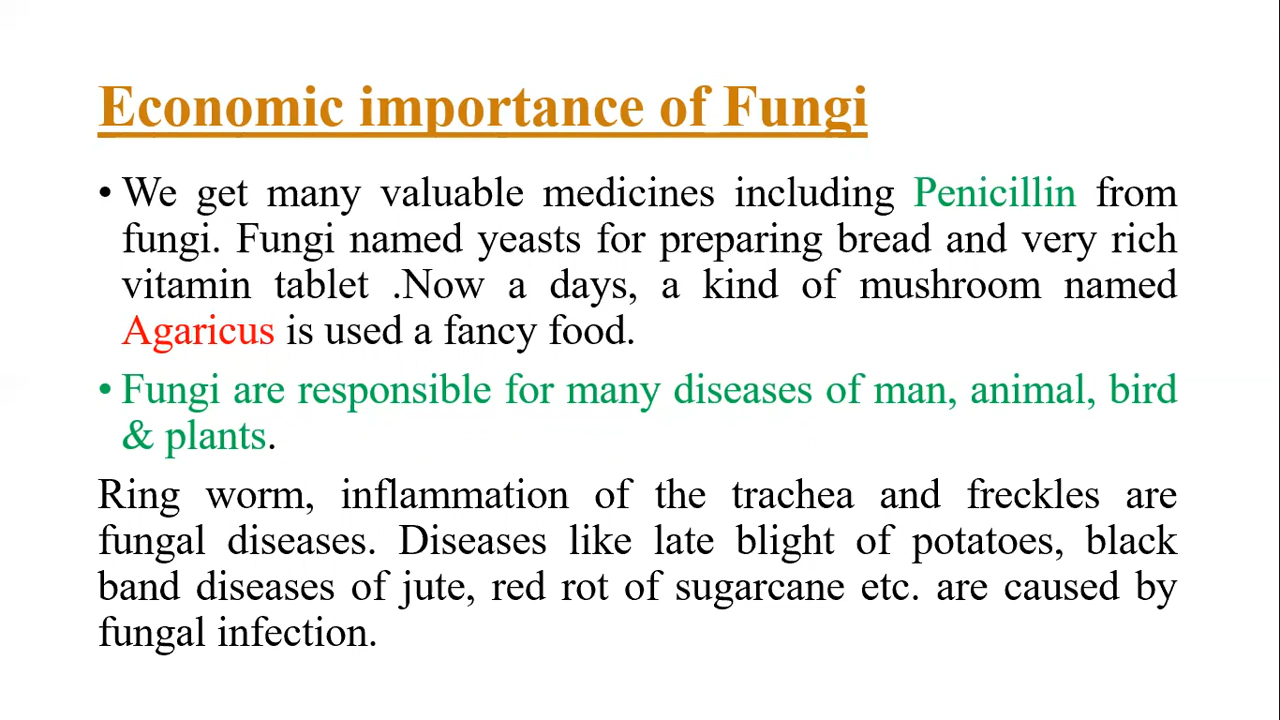 Economic importance of Fungi
• We get many valuable medicines including Penicillin from
fungi. Fungi named yeasts for preparing bread and very rich
vitamin tablet .Now a days, a kind of mushroom named
Agaricus is used a fancy food.
• Fungi are responsible for many diseases of man, animal, bird
& plants.
Ring worm, inflammation of the trachea and freckles are
fungal diseases. Diseases like late blight of potatoes, black
band diseases of jute, red rot of sugarcane etc. are caused by
fungal infection.